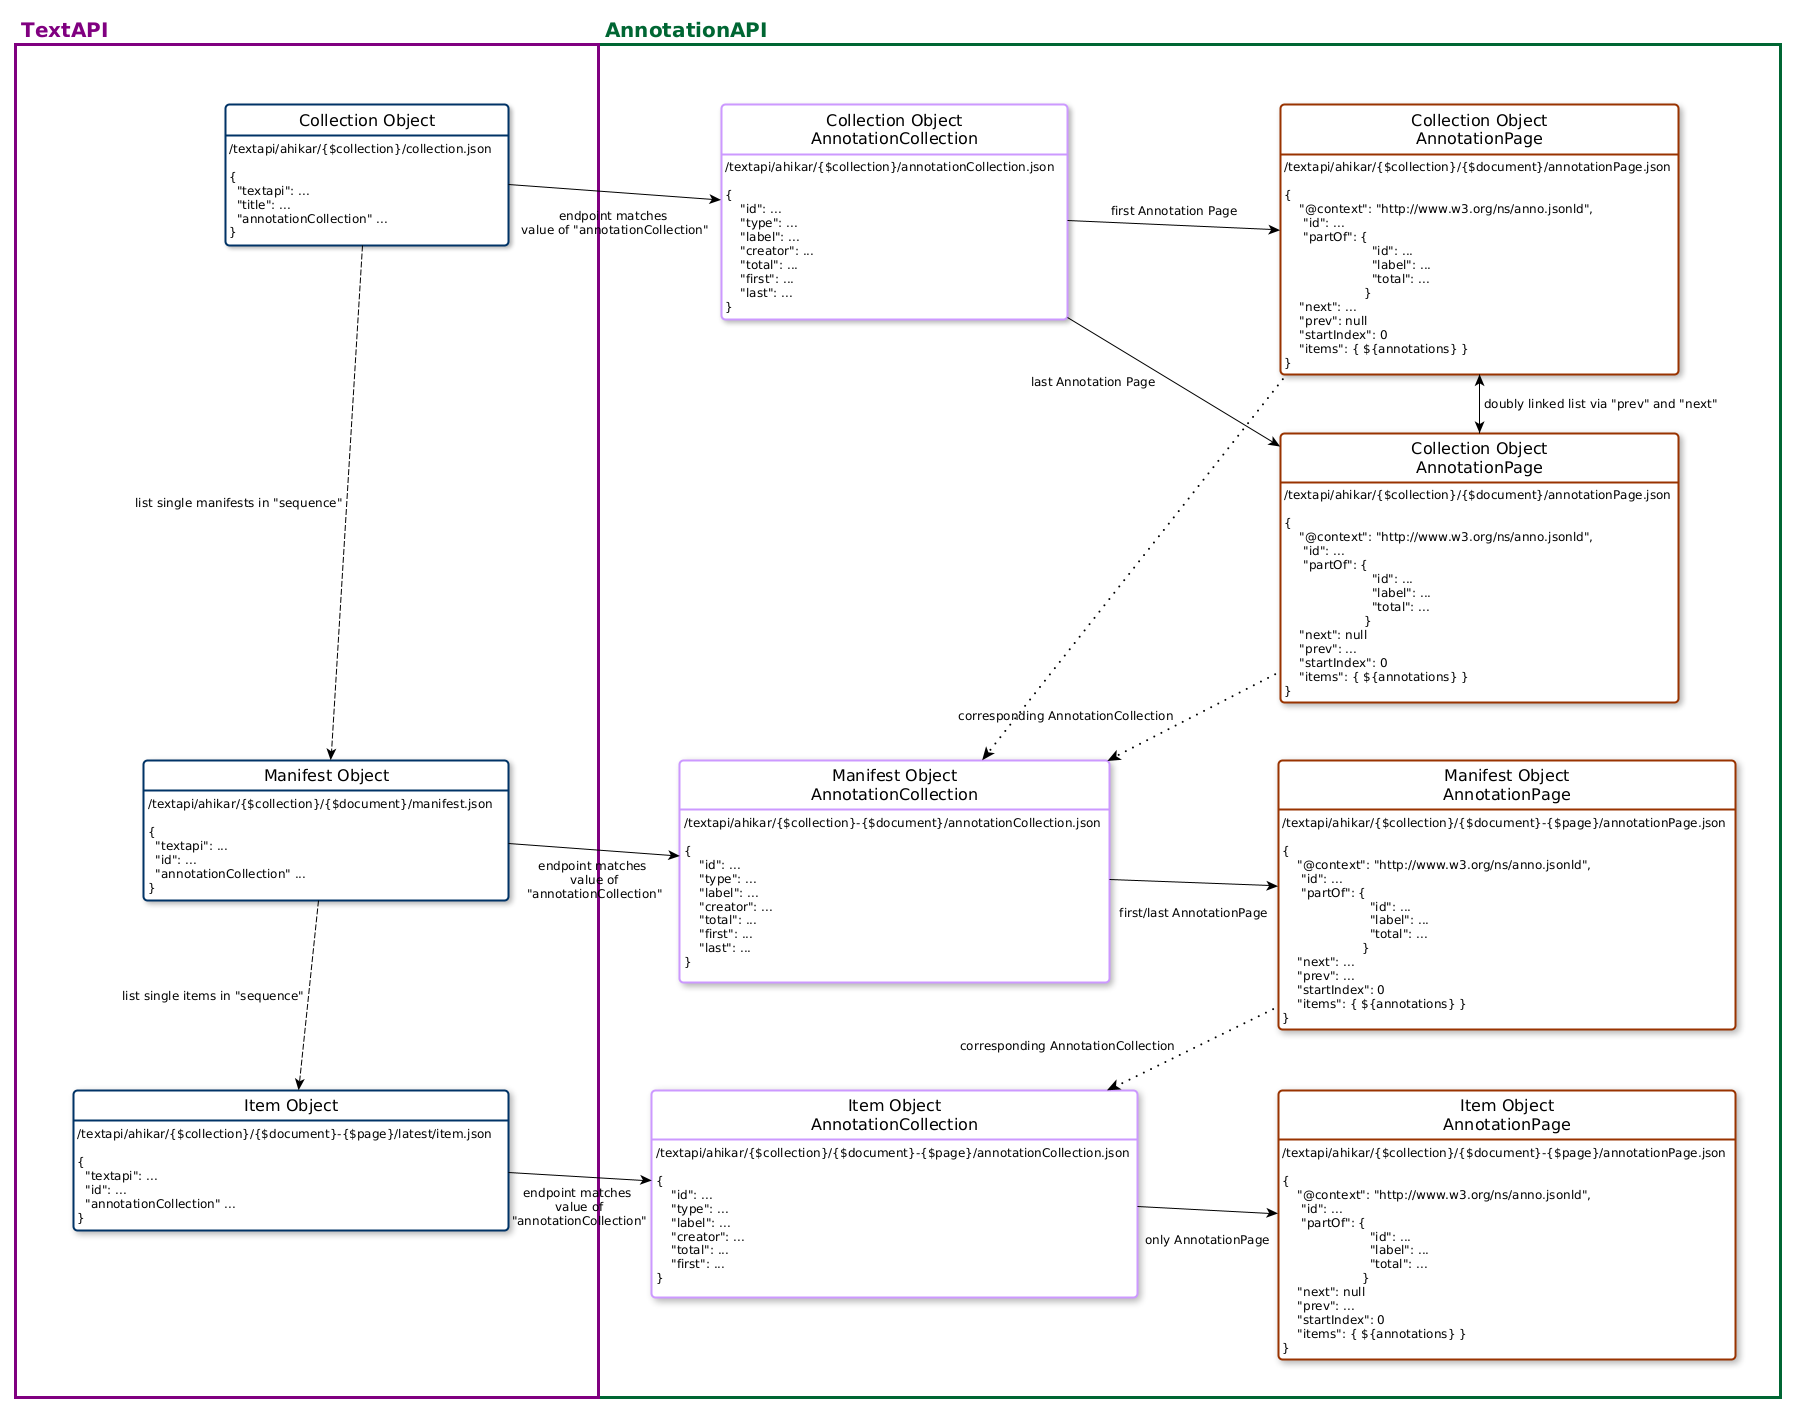 TextAPI
AnnotationAPI
Collection Object
/textapi/ahikar/{$collection}/collection.json
{
"textapi": ...
"title": ...
"annotationCollection" ...
}
endpoint matches
value of "annotationCollection"
Collection Object
AnnotationCollection
/textapi/ahikar/{$collection}/annotationCollection.json
{
"id": ...
"type": ...
"label": ...
"creator": ...
"total": ...
"first": ...
"last": ...
}
first Annotation Page
last Annotation Page
Collection Object
AnnotationPage
/textapi/ahikar/{$collection}/{$document}/annotationPage.json
{
"@context": "http://www.w3.org/ns/anno.jsonld",
"id": ...
"partOf": {
"id": ...
"label": ...
"total": ...
}
"next": ...
"prev": null
"startIndex": 0
"items": { ${annotations} }
}
doubly linked list via "prev" and "next"
Collection Object
AnnotationPage
/textapi/ahikar/{$collection}/{$document}/annotationPage.json
{
"@context": "http://www.w3.org/ns/anno.jsonld",
"id": ...
"partOf": {
"id": ...
"label": ...
"total": ...
}
"next": null
"prev": ...
"startIndex": 0
"items": { ${annotations} }
}
list single manifests in "sequence"
corresponding AnnotationCollection
Manifest Object
/textapi/ahikar/{$collection}/{$document}/manifest.json
{
"textapi": ...
"id": ...
"annotationCollection" ...
}
endpoint matches
value of
"annotationCollection"
Manifest Object
AnnotationCollection
/textapi/ahikar/{$collection}-{$document}/annotationCollection.json
{
"id": ...
"type": ...
"label": ...
"creator": ...
"total": ...
"first": ...
"last": ...
}
first/last AnnotationPage
Manifest Object
AnnotationPage
/textapi/ahikar/{$collection}/{$document}-{$page}/annotationPage.json
{
"@context": "http://www.w3.org/ns/anno.jsonld",
"id": ...
"partOf": {
"id": ...
"label": ...
"total": ...
}
"next": ...
"prev": ...
"startIndex": 0
"items": { ${annotations} }
}
list single items in "sequence"
corresponding AnnotationCollection
Item Object
/textapi/ahikar/{$collection}/{$document}-{$page}/latest/item.json
{
"textapi": ...
"id": ...
"annotationCollection" ...
}
endpoint matches
value of
"annotationCollection"
Item Object
AnnotationCollection
/textapi/ahikar/{$collection}/{$document}-{$page}/annotationCollection.json
{
"id": ...
"type": ...
"label": ...
"creator": ...
"total": ...
"first": ...
}
only AnnotationPage
Item Object
AnnotationPage
/textapi/ahikar/{$collection}/{$document}-{$page}/annotationPage.json
{
"@context": "http://www.w3.org/ns/anno.jsonld",
"id": ...
"partOf": {
"id": ...
"label": ...
"total": ...
}
"next": null
"prev": ...
"startIndex": 0
"items": { ${annotations} }
}